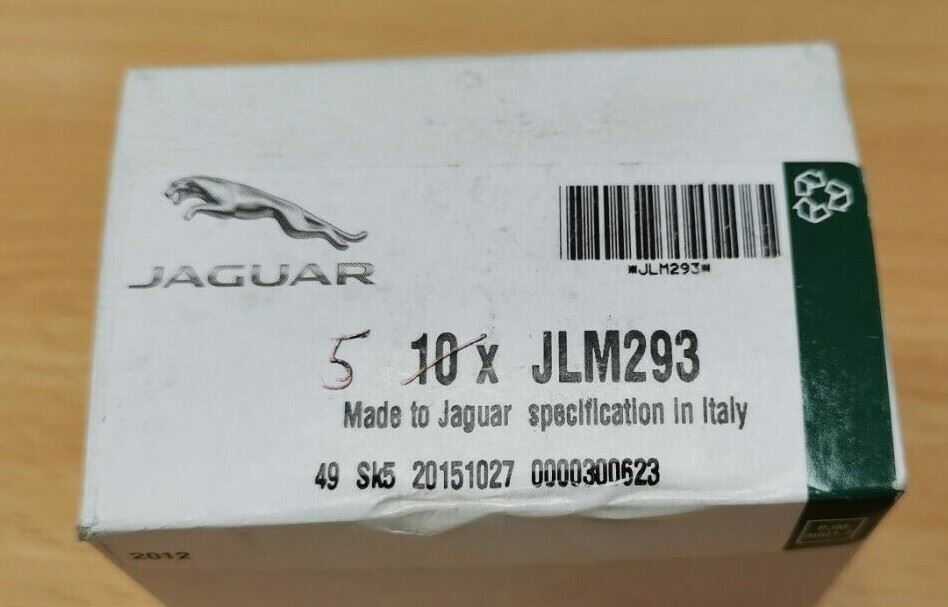 JAGUAR
*JLM293*
5 10 x JLM293
Made to Jaguar specification in Italy
49 Sk5 20151027 0000300623
2012